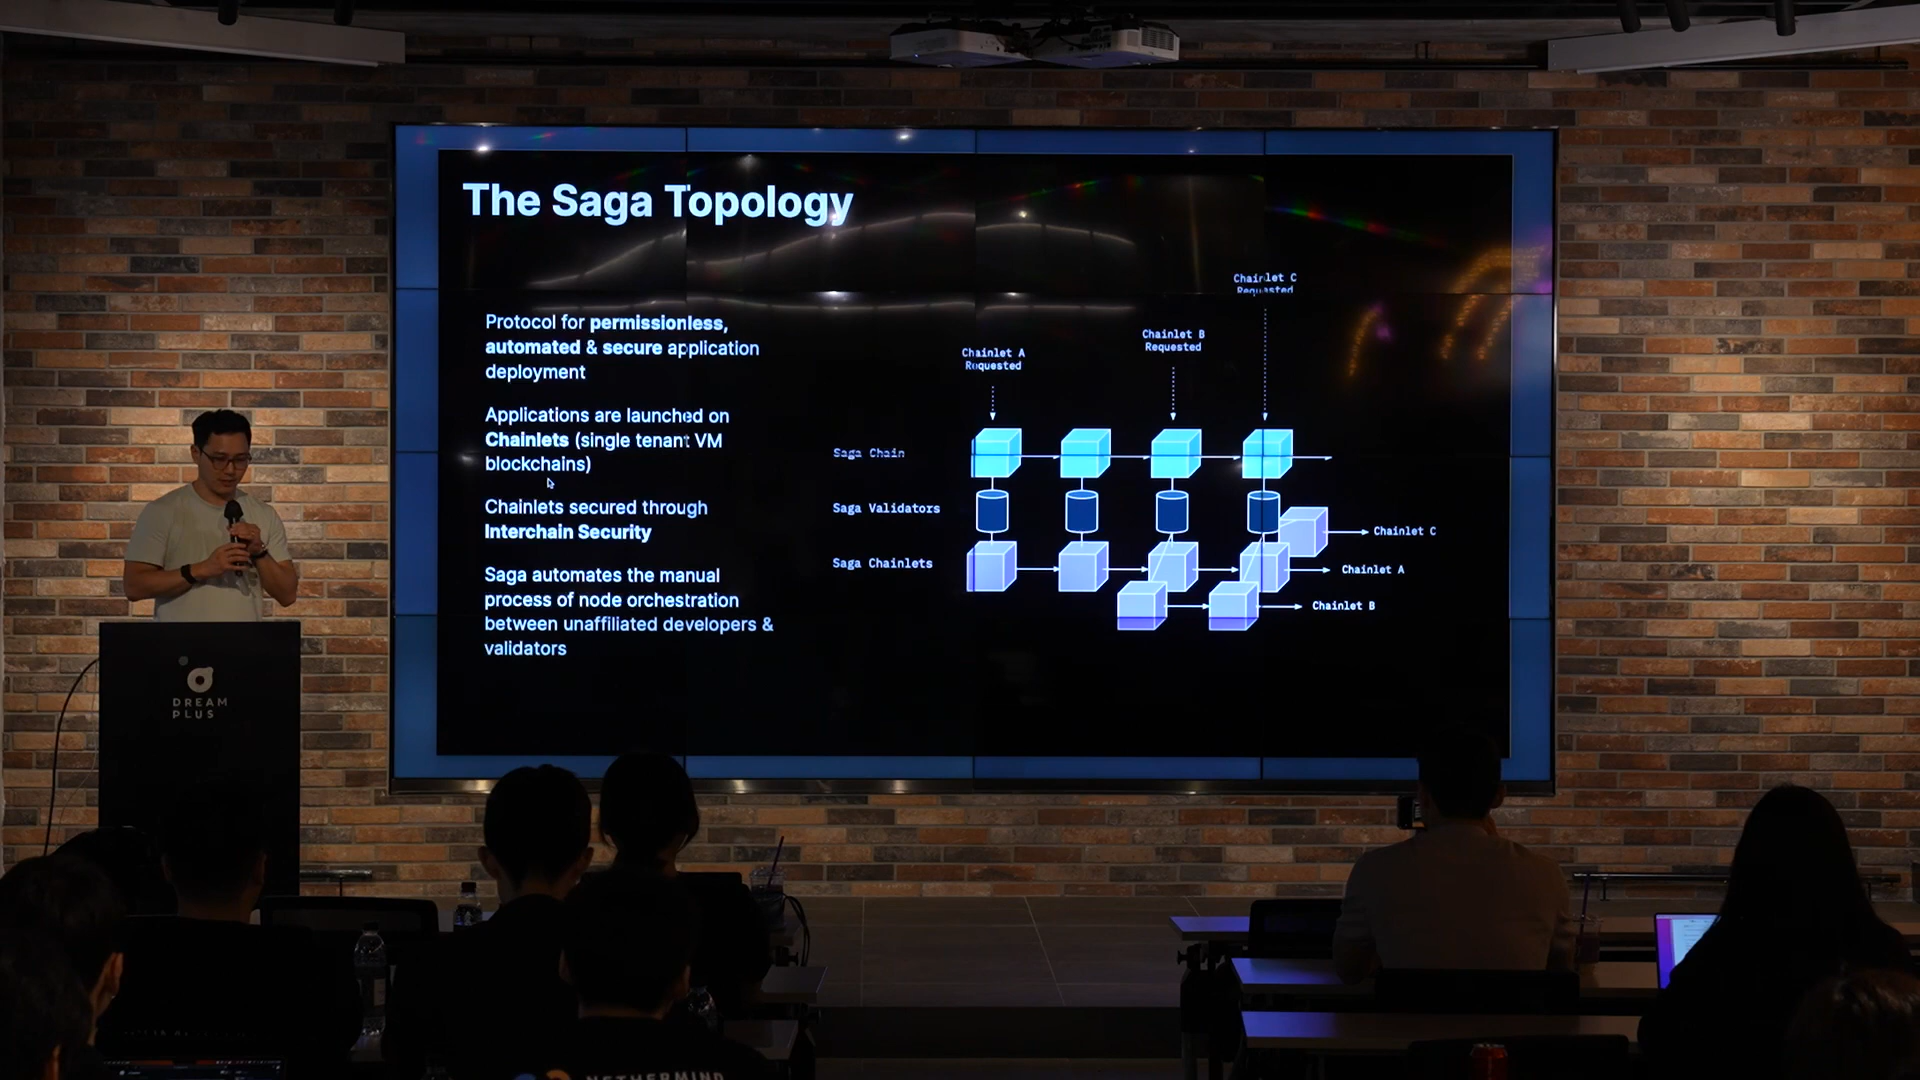 The Saga Topology
Protocol for permissionless,
automated & secure application
deployment
Applications are launched on
Chainlets (single tenant VM
blockchains)
Chainlets secured through
Interchain Security
Saga automates the manual
process of node orchestration
between unaffiliated developers &
validators
Chainlet C
Requested
Chainlet B
Requested
Chainlet A
Requested
Saga Chain
Saga Validators
Saga Chainlets
Chainlet C
Chainlet A
Chainlet B
DREAM
PLUS
NETHERMIND